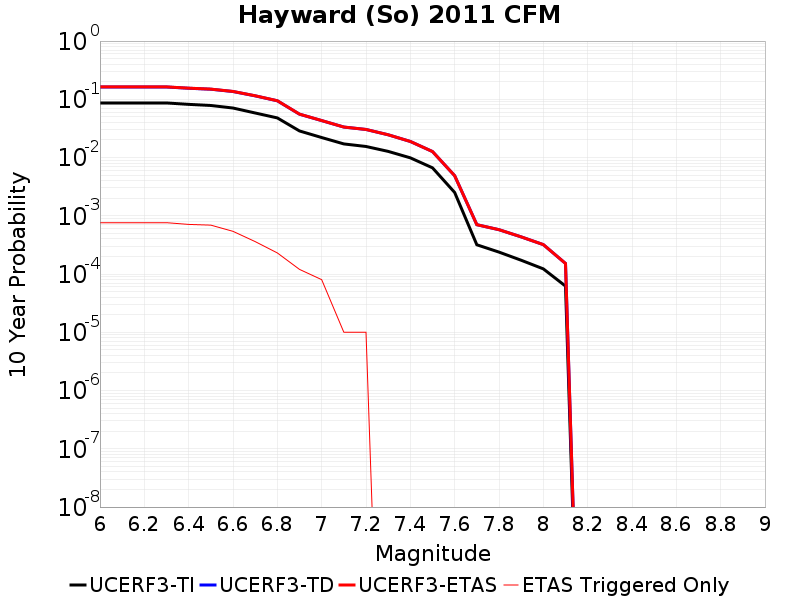 Hayward (So) 2011 CFM
10 Year Probability
10^0
10^-1
10^-2
10^-3
10^-4
10^-5
10^-6
10^-7
10^-8
6 6.2 6.4 6.6 6.8 7 7.2 7.4 7.6 7.8 8 8.2 8.4 8.6 8.8 9
Magnitude
UCERF3-TI UCERF3-TD UCERF3-ETAS ETAS Triggered Only